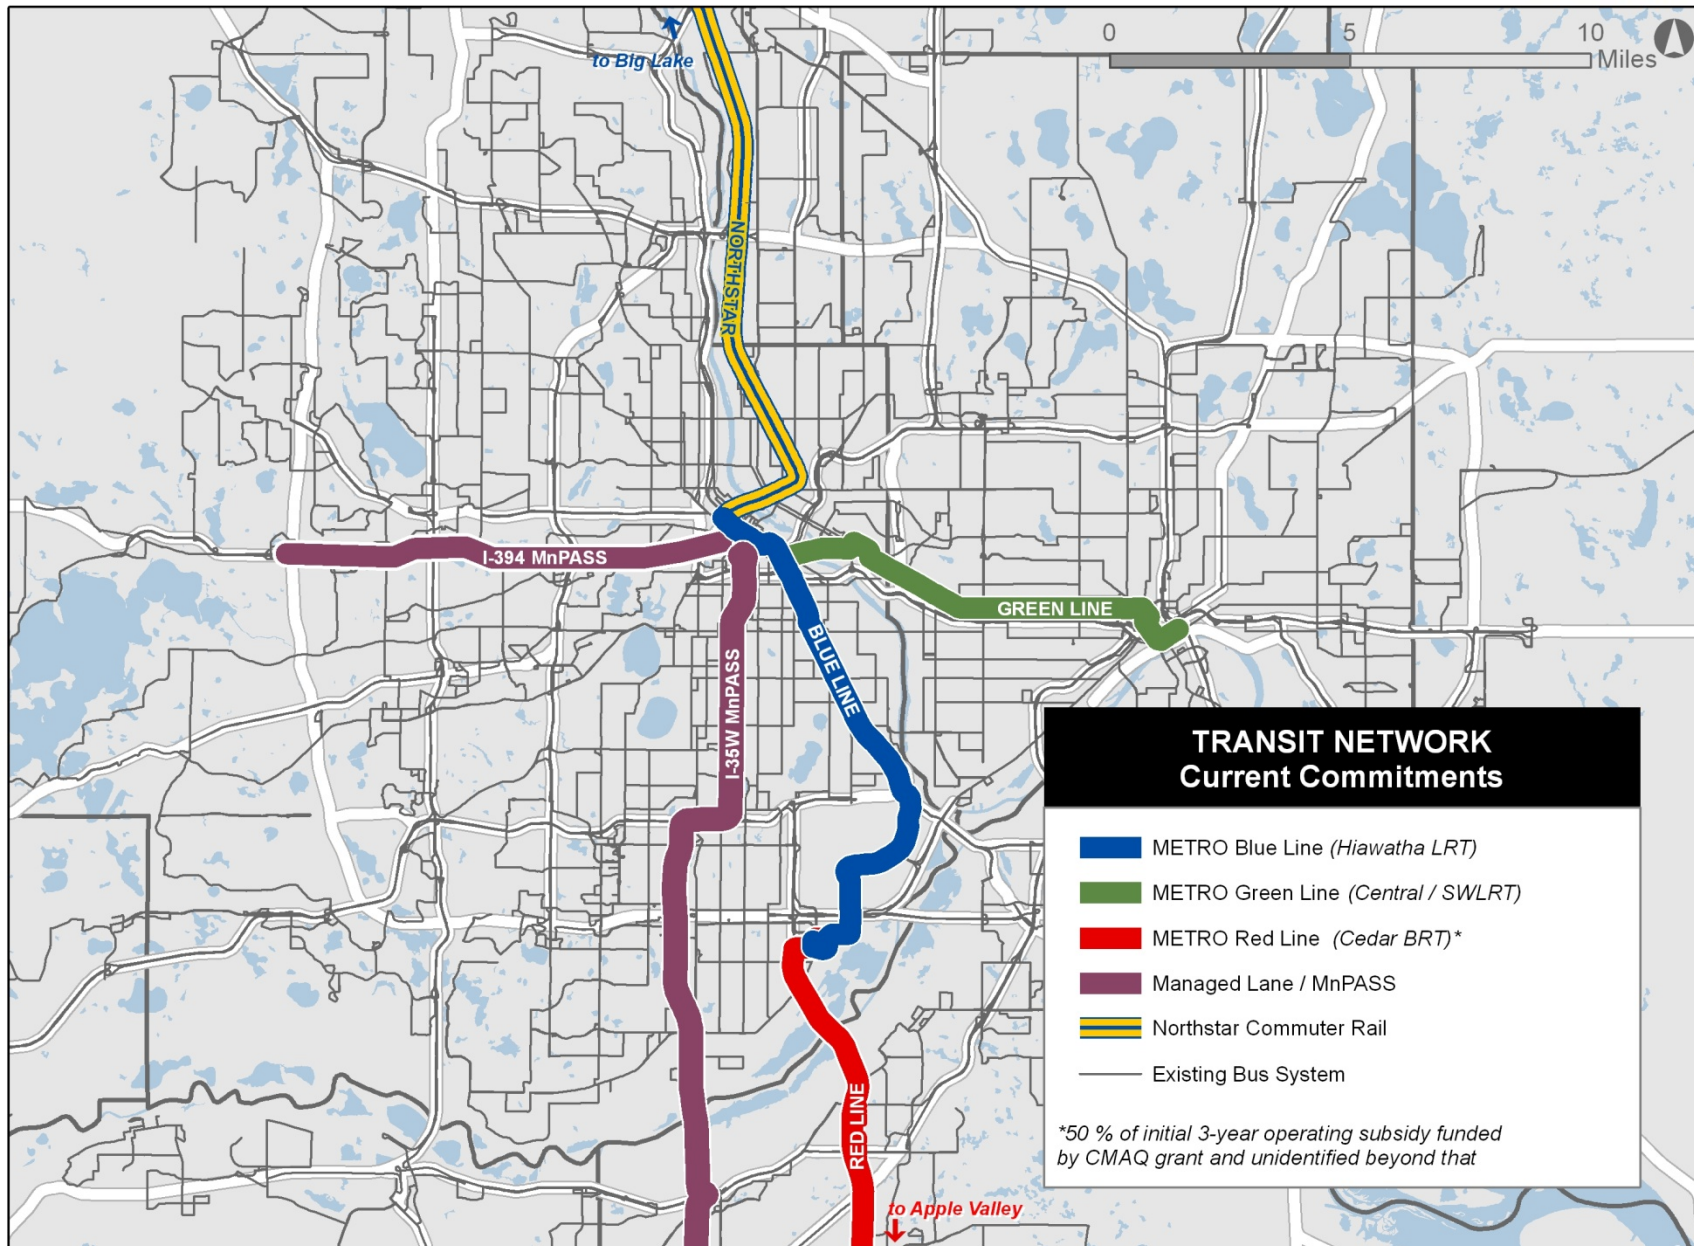 to Big Lake
0 5 10
Miles
NORTHSTAR
I-394 MnPASS
GREEN LINE
BLUE LINE
I-35W MnPASS
RED LINE
to Apple Valley
TRANSIT NETWORK
Current Commitments
METRO Blue Line (Hiawatha LRT)
METRO Green Line (Central / SWLRT)
METRO Red Line (Cedar BRT)*
Managed Lane / MnPASS
Northstar Commuter Rail
Existing Bus System
*50 % of initial 3-year operating subsidy funded
by CMAQ grant and unidentified beyond that